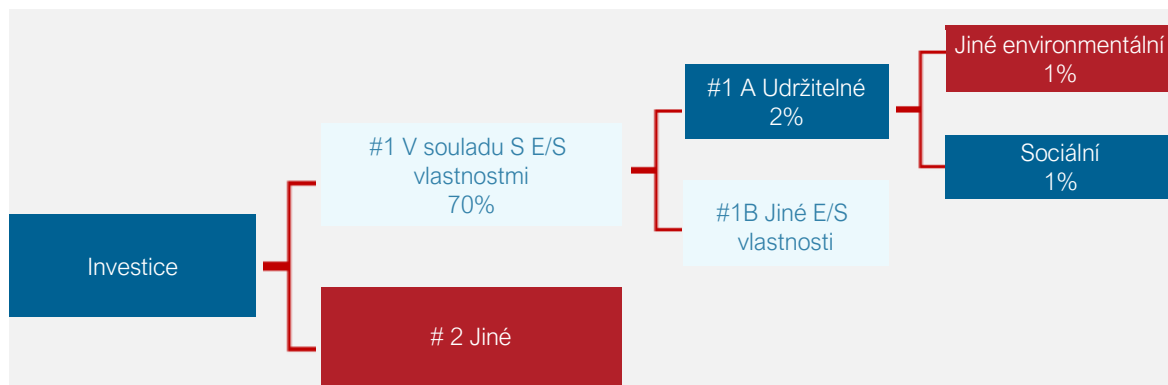 Investice
#1 V souladu S E/S
vlastnostmi
70%
# 2 Jiné
#1 A Udržitelné
2%
#1B Jiné E/S
vlastnosti
Jiné environmentální
1%
Sociální
1%